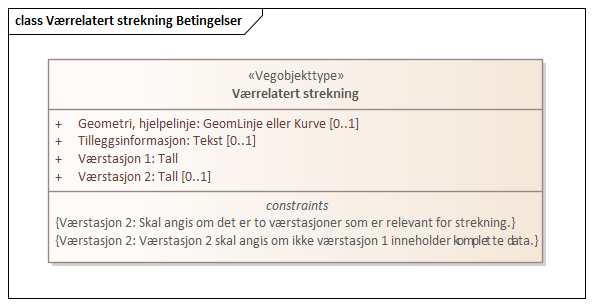 class Værrelatert strekning Betingelser
«Vegobjekttype»
Værrelatert strekning
+ Geometri, hjelpelinje: GeomLinje eller Kurve [0..1]
+ Tilleggsinformasjon: Tekst [0..1]
+ Værstasjon 1: Tall
+ Værstasjon 2: Tall [0..1]
constraints
{Værstasjon 2: Skal angis om det er to værstasjoner som er relevant for strekning.}
{Værstasjon 2: Værstasjon 2 skal angis om ikke værstasjon 1 inneholder komplette data.}